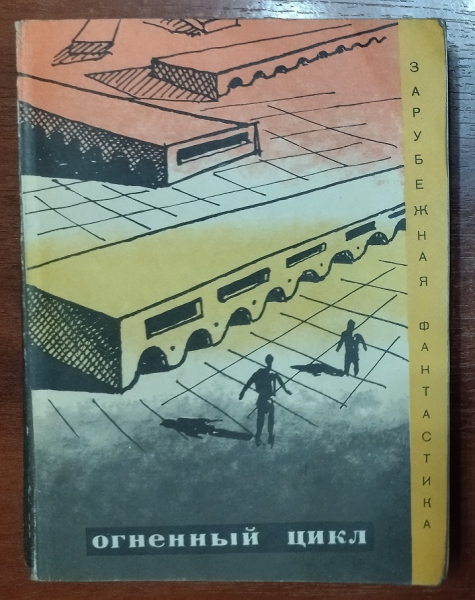 ЗАРУБЕЖНАЯ ФАНТАСТИКА
огненный цикл